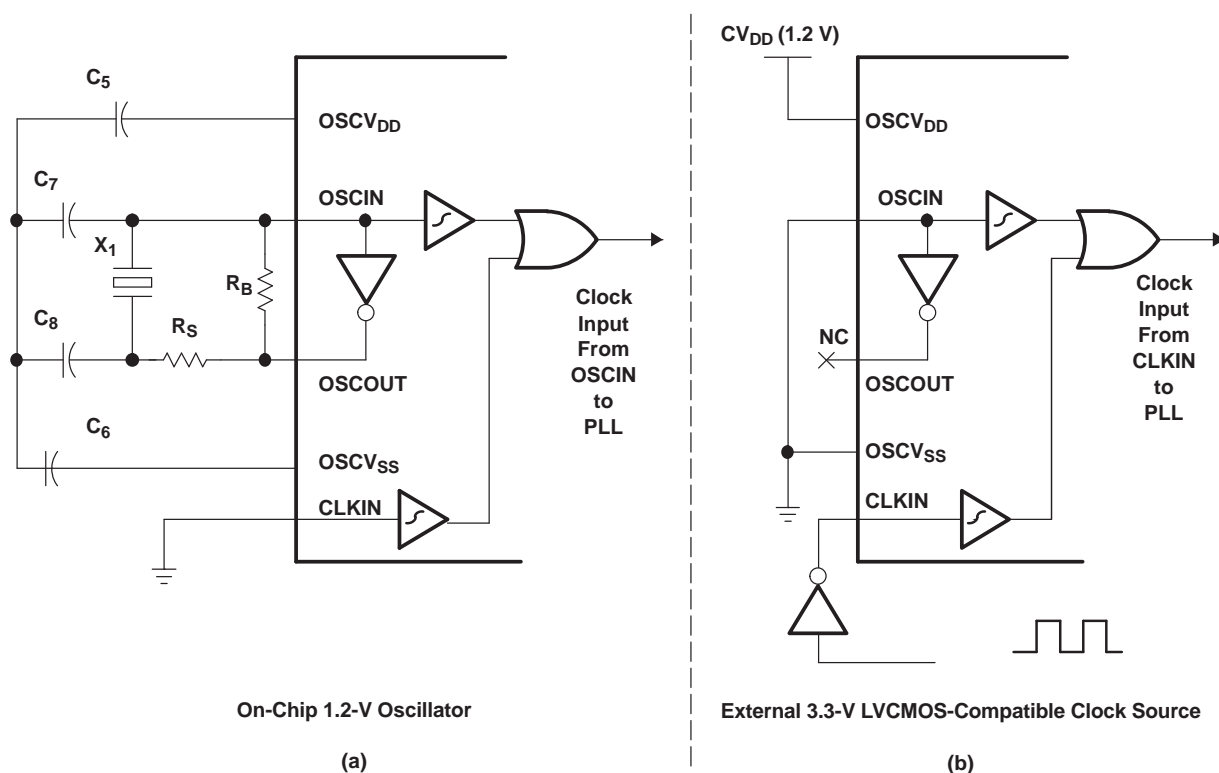 C5
OSCVDD
C7
OSCIN
X1
RB
C8
RS
OSCOUT
C6
OSCVSS
CLKIN
Clock
Input
From
OSCIN
to
PLL
On-Chip 1.2-V Oscillator
(a)
CVDD (1.2 V)
OSCVDD
OSCIN
NC
OSCOUT
OSCVSS
CLKIN
Clock
Input
From
CLKIN
to
PLL
External 3.3-V LVCMOS-Compatible Clock Source
(b)